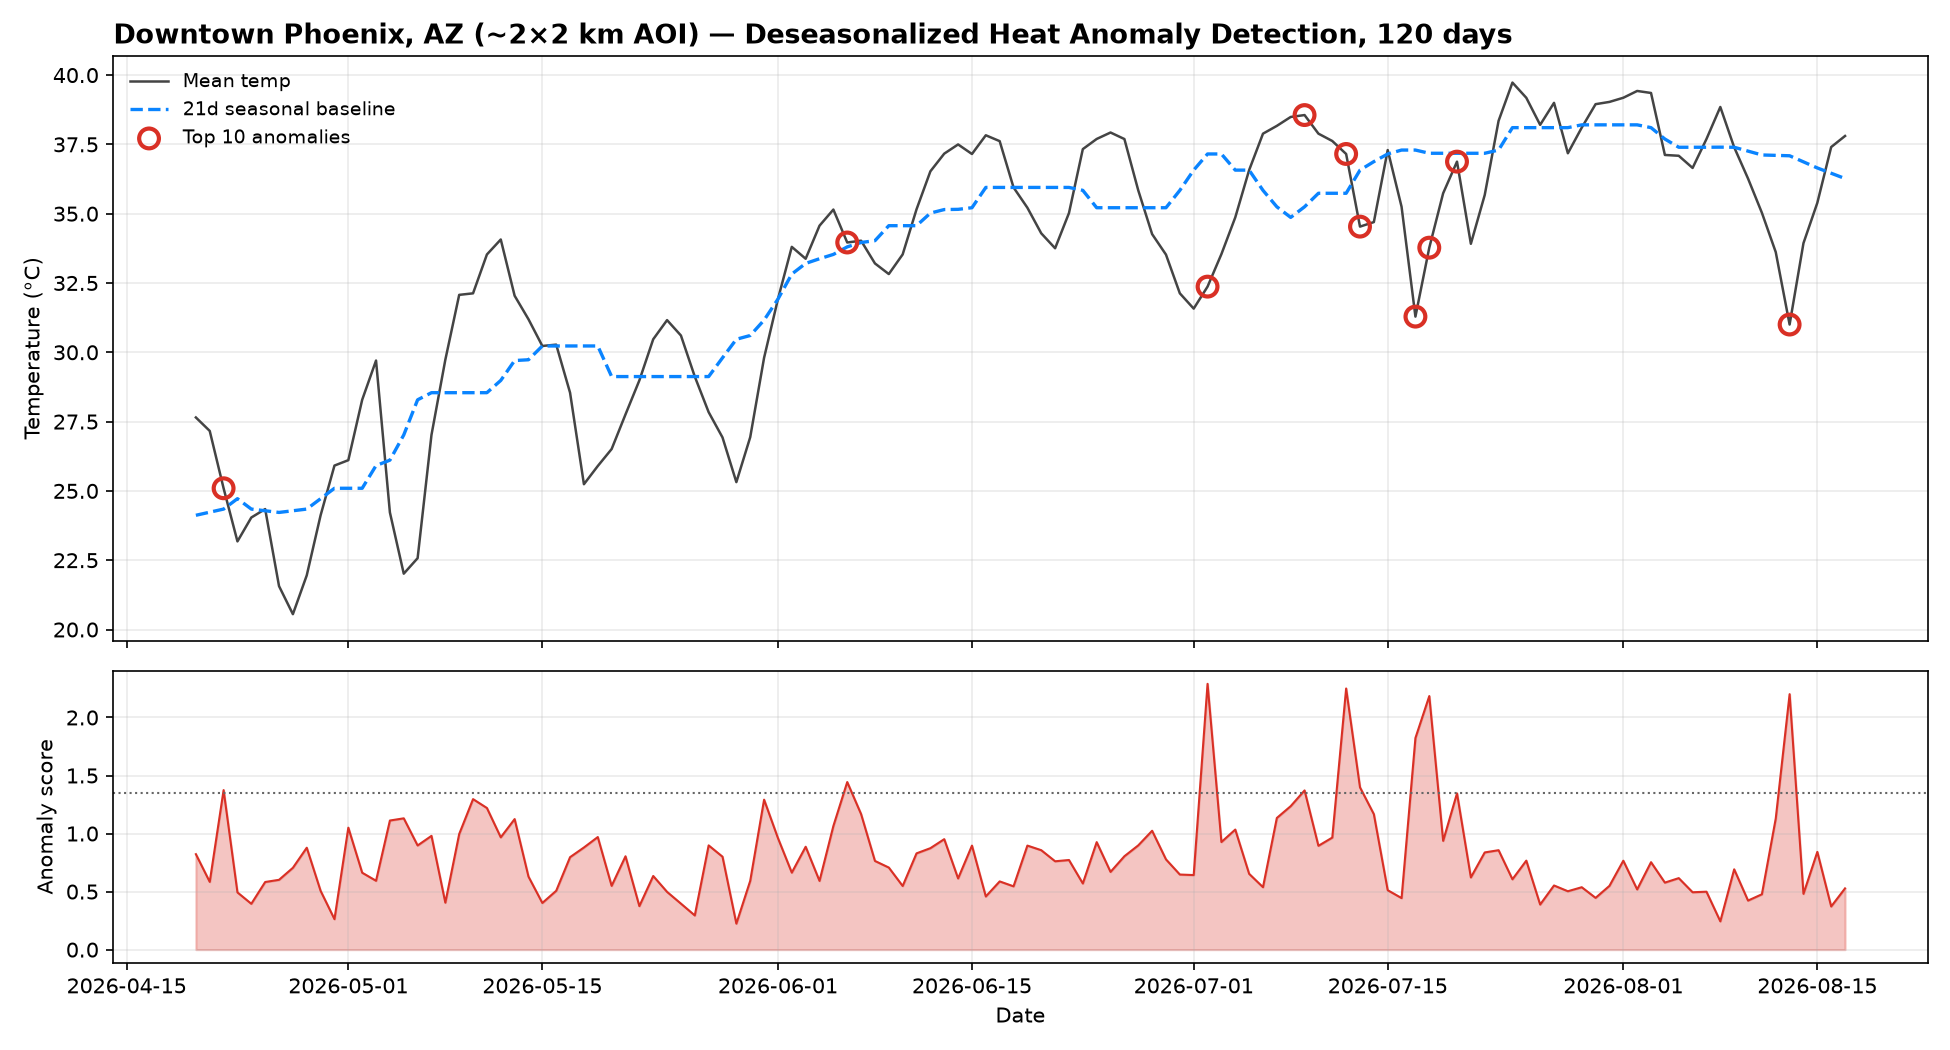 Downtown Phoenix, AZ (~2×2 km AOI) — Deseasonalized Heat Anomaly Detection, 120 days
Mean temp
21d seasonal baseline
Top 10 anomalies
Temperature (°C)
40.0
37.5
35.0
32.5
30.0
27.5
25.0
22.5
20.0
Anomaly score
2.0
1.5
1.0
0.5
0.0
2026-04-15 2026-05-01 2026-05-15 2026-06-01 2026-06-15 2026-07-01 2026-07-15 2026-08-01 2026-08-15
Date